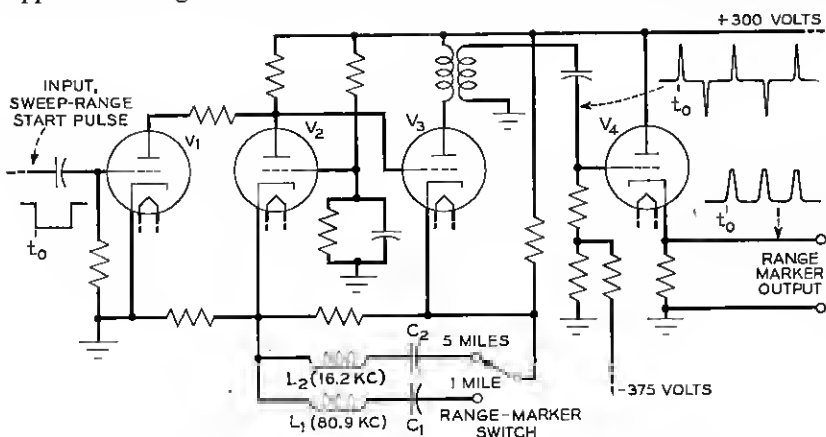 +300 VOLTS
INPUT,
SWEEP-RANGE
START PULSE
V1
V2
V3
V4
t0
t0
t0
RANGE
MARKER
OUTPUT
C2
5 MILES
L2 (16.2 KC)
1 MILE
-375 VOLTS
L1 (80.9 KC)
C1
RANGE-MARKER
SWITCH